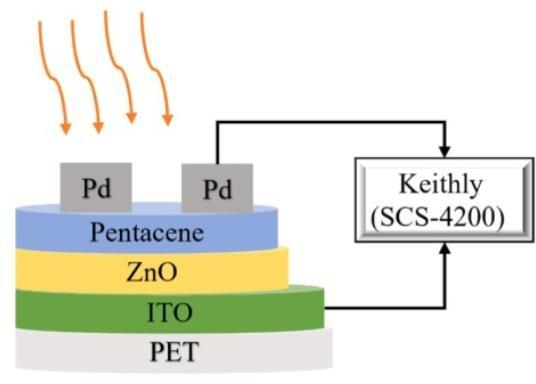 Pd
Pd
Keithly
(SCS-4200)
Pentacene
ZnO
ITO
PET